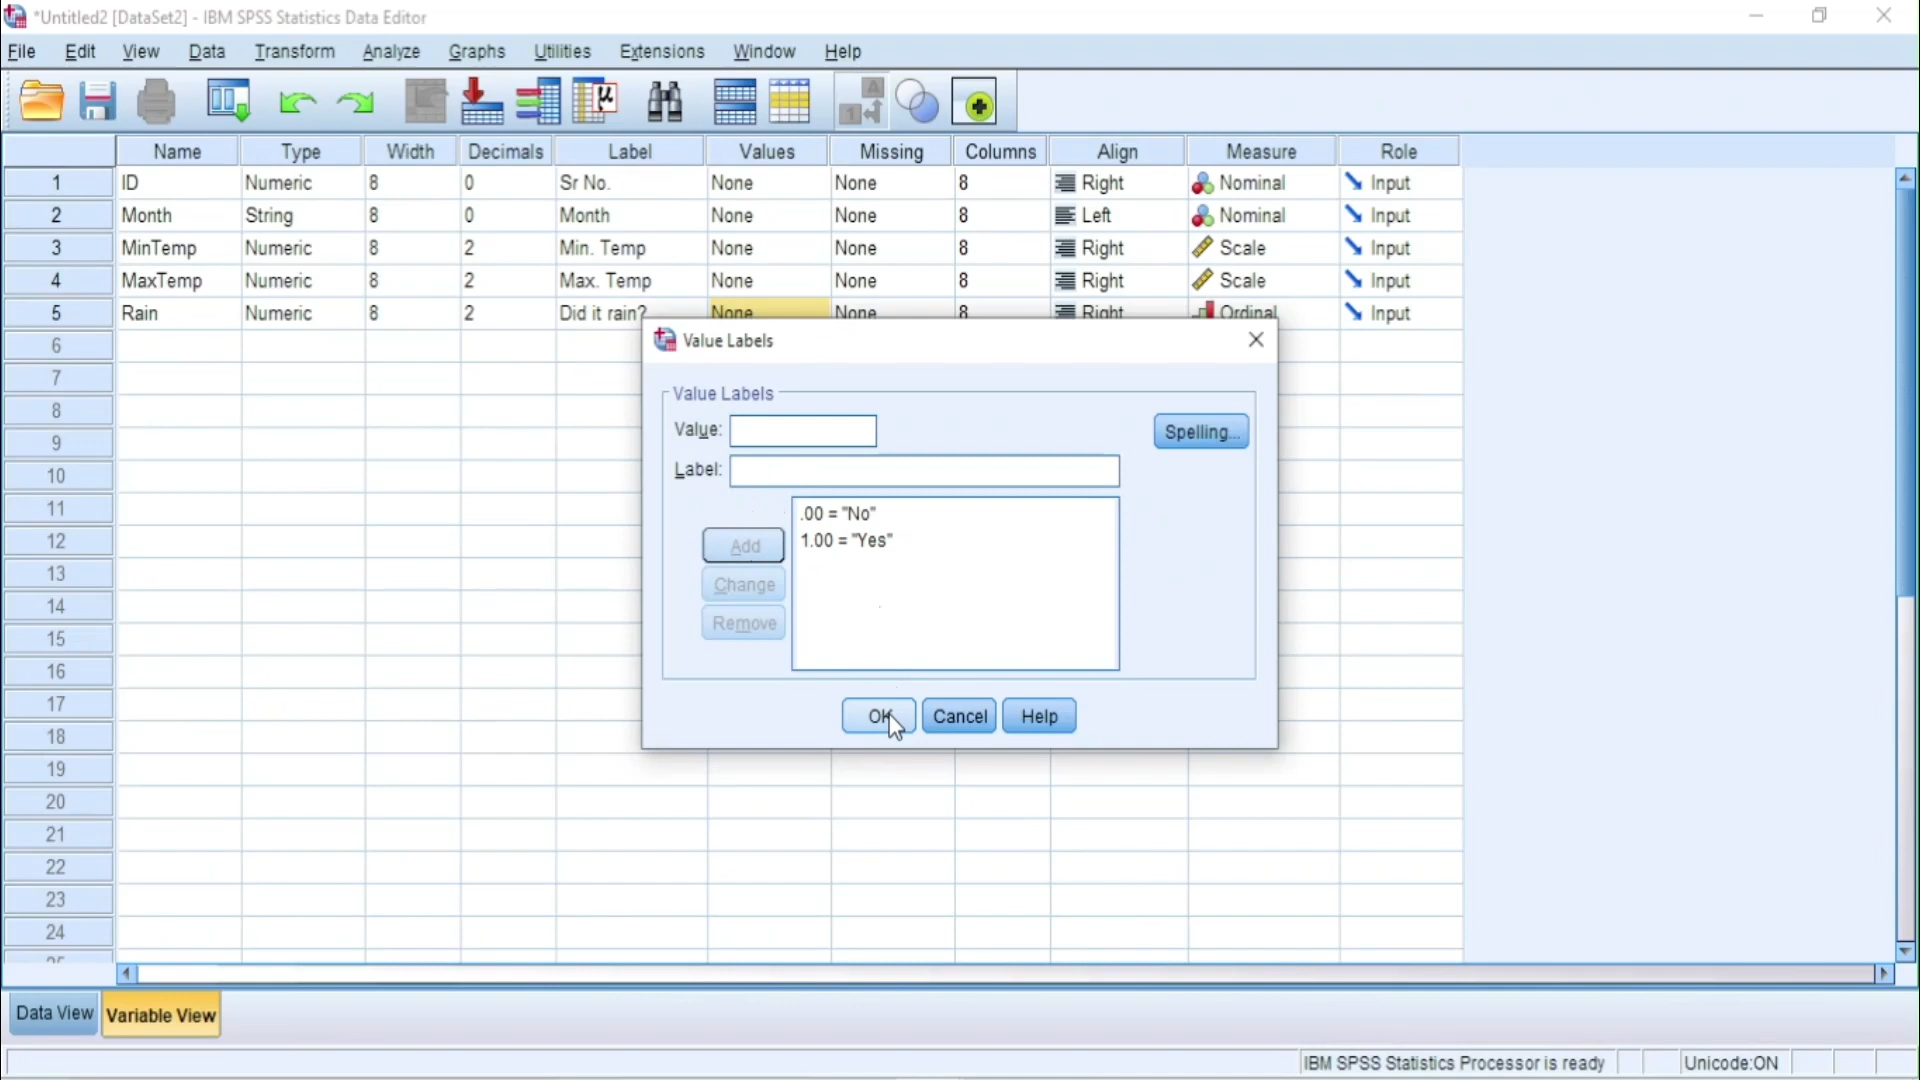 *Untitled2 [DataSet2] - IBM SPSS Statistics Data Editor
File Edit View Data Transform Analyze Graphs Utilities Extensions Window Help
Name Type Width Decimals Label Values Missing Columns Align Measure Role
1 ID Numeric 8 0 Sr No. None None 8 Right Nominal Input
2 Month String 8 0 Month None None 8 Left Nominal Input
3 MinTemp Numeric 8 2 Min. Temp None None 8 Right Scale Input
4 MaxTemp Numeric 8 2 Max. Temp None None 8 Right Scale Input
5 Rain Numeric 8 2 Did it rain? None None 8 Right Ordinal Input
6
7
8
9
10
11
12
13
14
15
16
17
18
19
20
21
22
23
24
25
Value Labels
Value Labels
Value:
Spelling...
Label:
.00 = "No"
1.00 = "Yes"
Add
Change
Remove
OK Cancel Help
Data View Variable View
IBM SPSS Statistics Processor is ready Unicode:ON